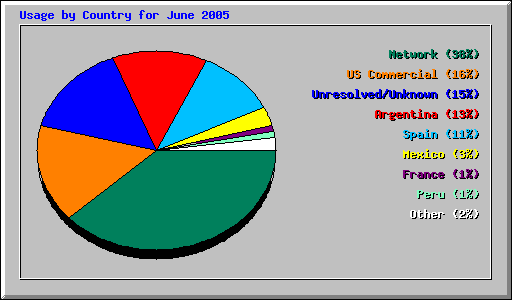 Usage by Country for June 2005
Network (38%)
US Commercial (16%)
Unresolved/Unknown (15%)
Argentina (13%)
Spain (11%)
Mexico (3%)
France (1%)
Peru (1%)
Other (2%)